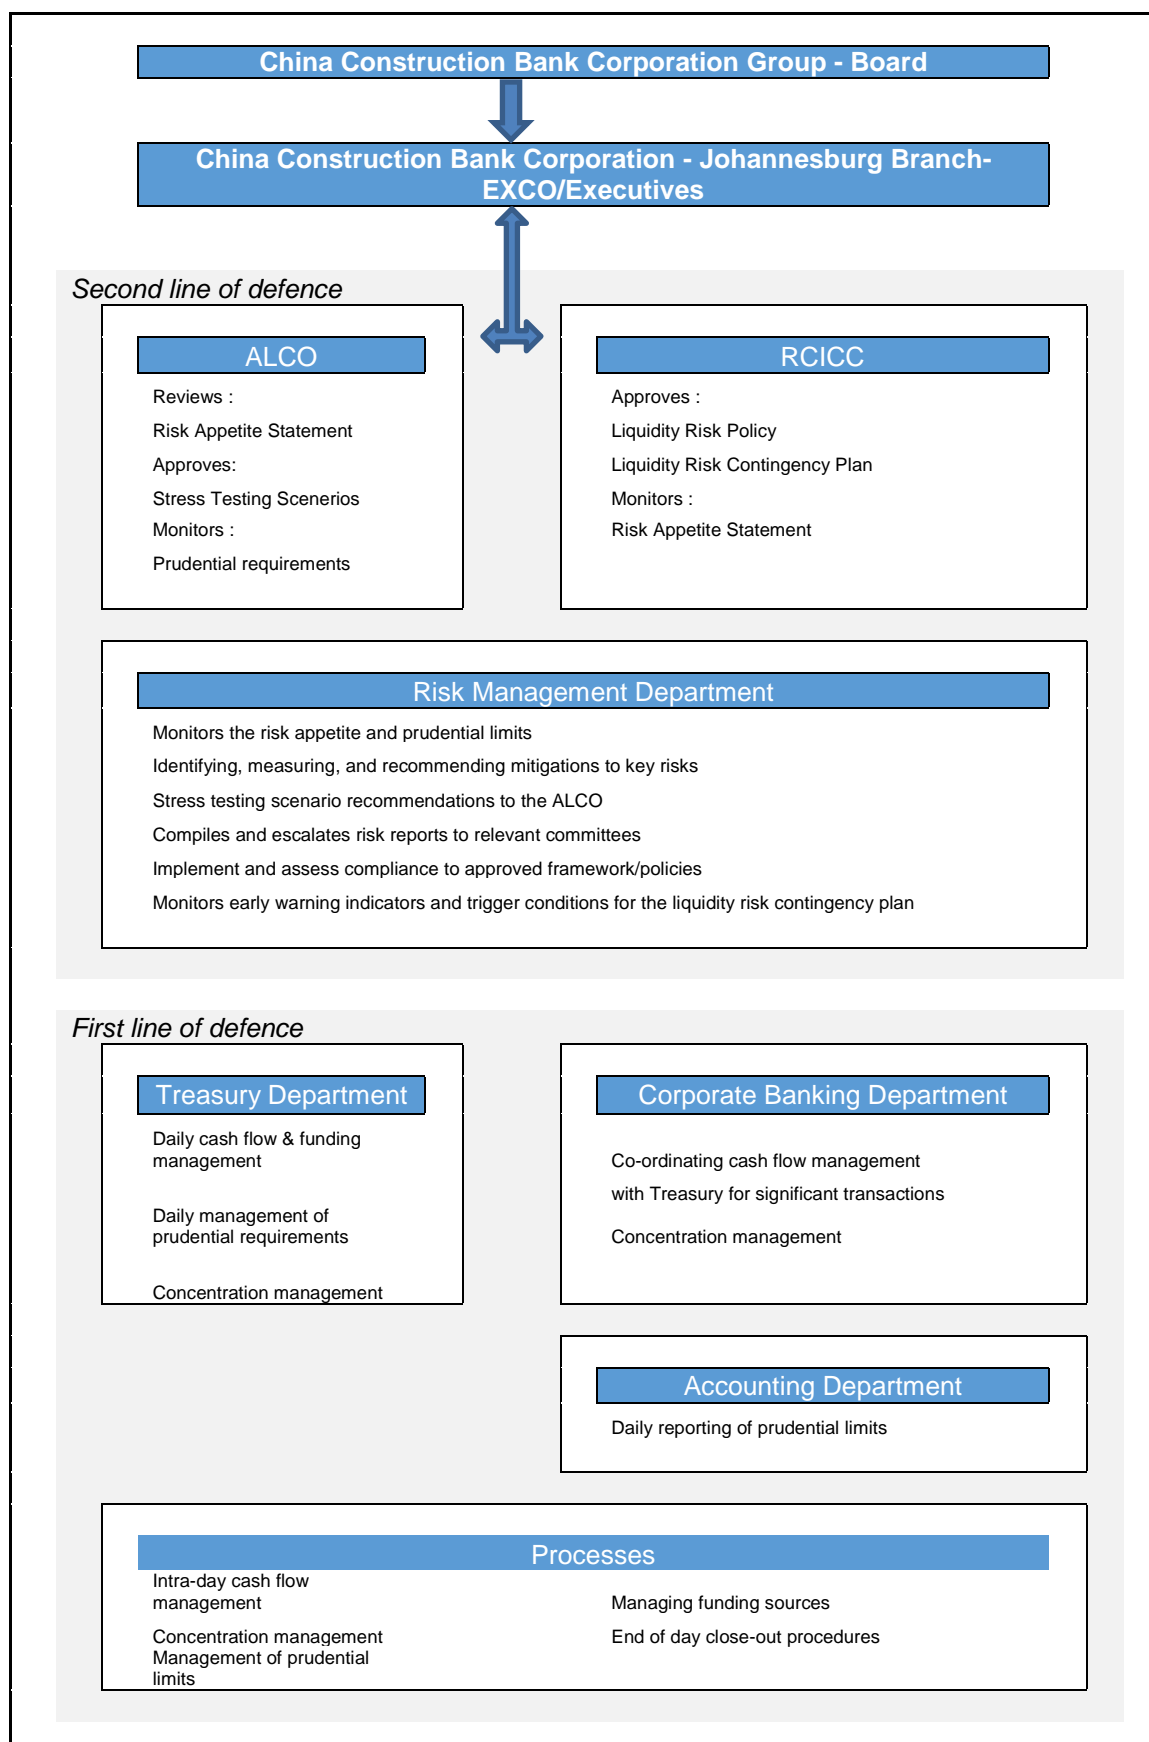 China Construction Bank Corporation Group - Board
China Construction Bank Corporation - Johannesburg Branch-
EXCO/Executives
Second line of defence
ALCO
Reviews :
Risk Appetite Statement
Approves:
Stress Testing Scenerios
Monitors :
Prudential requirements
RCICC
Approves :
Liquidity Risk Policy
Liquidity Risk Contingency Plan
Monitors :
Risk Appetite Statement
Risk Management Department
Monitors the risk appetite and prudential limits
Identifying, measuring, and recommending mitigations to key risks
Stress testing scenario recommendations to the ALCO
Compiles and escalates risk reports to relevant committees
Implement and assess compliance to approved framework/policies
Monitors early warning indicators and trigger conditions for the liquidity risk contingency plan
First line of defence
Treasury Department
Daily cash flow & funding
management
Daily management of
prudential requirements
Concentration management
Corporate Banking Department
Co-ordinating cash flow management
with Treasury for significant transactions
Concentration management
Accounting Department
Daily reporting of prudential limits
Processes
Intra-day cash flow
management
Concentration management
Management of prudential
limits
Managing funding sources
End of day close-out procedures